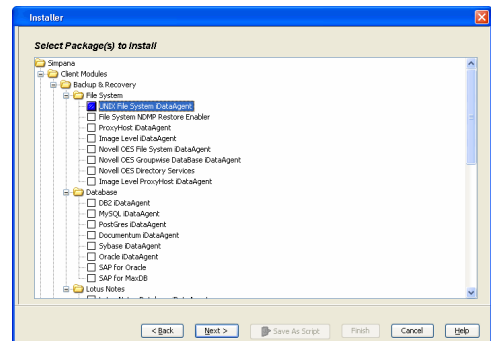 Installer
Select Package(s) to Install
Simpana
Client Modules
Backup & Recovery
File System
UNIX File System iDataAgent
File System NDMP Restore Enabler
ProxyHost iDataAgent
Image Level iDataAgent
Novell OES File System iDataAgent
Novell OES Groupwise DataBase iDataAgent
Novell OES Directory Services
Image Level ProxyHost iDataAgent
Database
DB2 iDataAgent
MySQL iDataAgent
PostGres iDataAgent
Documentum iDataAgent
Sybase iDataAgent
Oracle iDataAgent
SAP for Oracle
SAP for MaxDB
Lotus Notes
< Back Next > Save As Script Finish Cancel Help